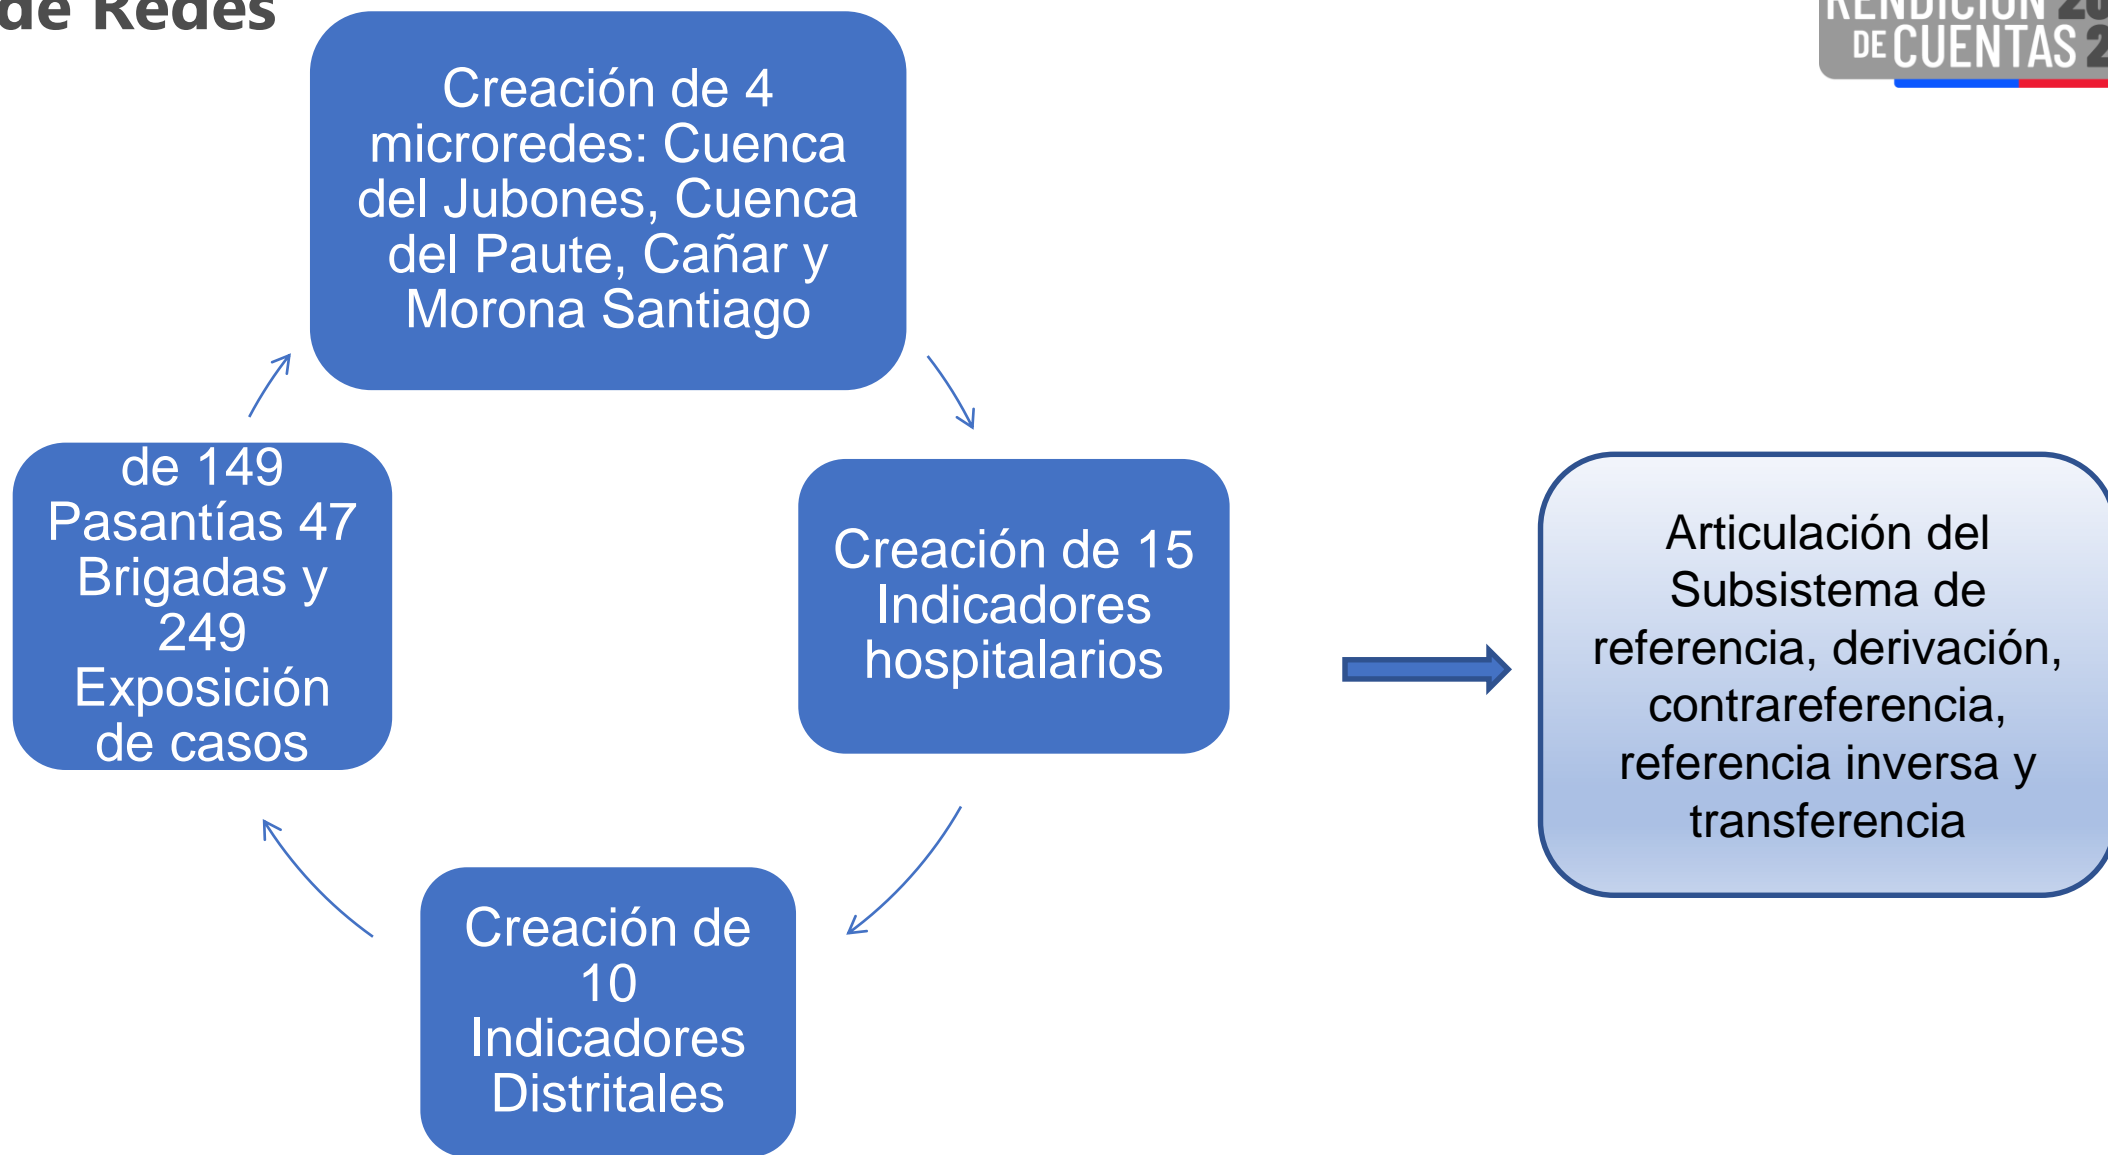 de Redes
RENDICIÓN
DE CUENTAS
Creación de 4
microredes: Cuenca
del Jubones, Cuenca
del Paute, Cañar y
Morona Santiago
de 149
Pasantías 47
Brigadas y
249
Exposición
de casos
Creación de 15
Indicadores
hospitalarios
Creación de
10
Indicadores
Distritales
Articulación del
Subsistema de
referencia, derivación,
contrareferencia,
referencia inversa y
transferencia